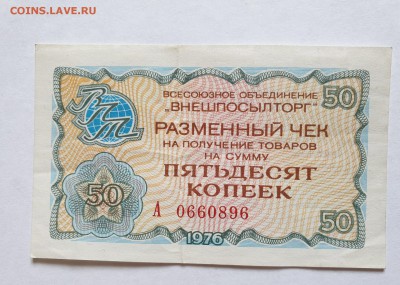 COINS.LAVE.RU
ВСЕСОЮЗНОЕ ОБЪЕДИНЕНИЕ
„ВНЕШПОСЫЛТОРГ"
50
ВПТ
РАЗМЕННЫЙ ЧЕК
НА ПОЛУЧЕНИЕ ТОВАРОВ
НА СУММУ
ПЯТЬДЕСЯТ
КОПЕЕК
50
А 0660896
50
1976